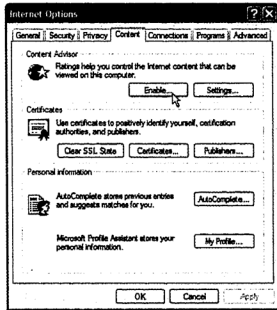 Internet Options
General Security Privacy Content Connections Programs Advanced
Content Advisor
Ratings help you control the Internet content that can be
viewed on this computer.
Enable... Settings...
Certificates
Use certificates to positively identify yourself, certification
authorities, and publishers.
Clear SSL State Certificates... Publishers...
Personal information
AutoComplete stores previous entries
and suggests matches for you.
AutoComplete...
Microsoft Profile Assistant stores your
personal information.
My Profile...
OK Cancel Apply